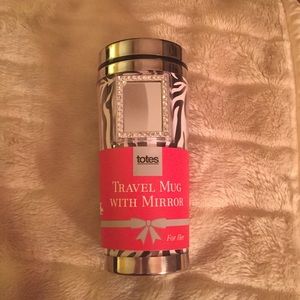 totes
TRAVEL MUG
WITH MIRROR
For Her